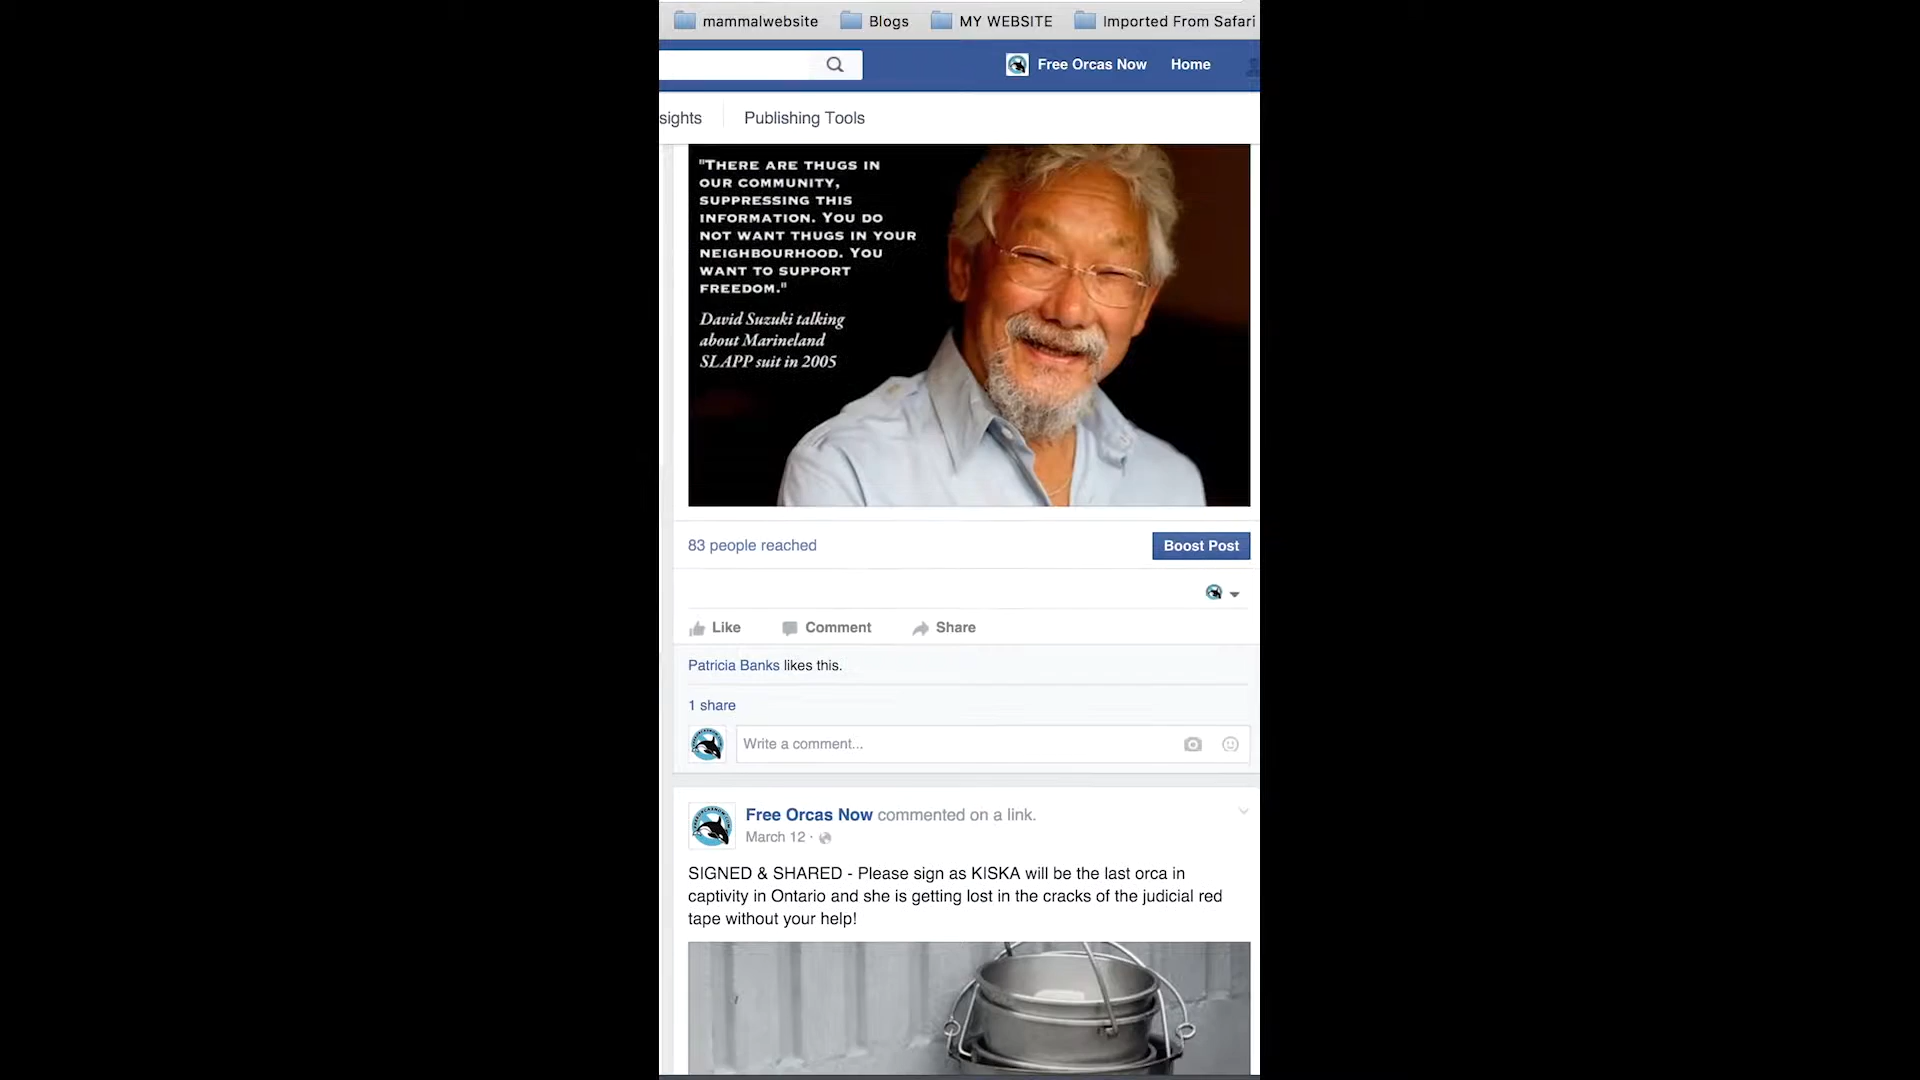 mammalwebsite Blogs MY WEBSITE Imported From Safari
Free Orcas Now Home
sights Publishing Tools
"THERE ARE THUGS IN
OUR COMMUNITY,
SUPPRESSING THIS
INFORMATION. YOU DO
NOT WANT THUGS IN YOUR
NEIGHBOURHOOD. YOU
WANT TO SUPPORT
FREEDOM."
David Suzuki talking
about Marineland
SLAPP suit in 2005
83 people reached
Boost Post
Like Comment Share
Patricia Banks likes this.
1 share
Write a comment...
Free Orcas Now commented on a link.
March 12 ·
SIGNED & SHARED - Please sign as KISKA will be the last orca in
captivity in Ontario and she is getting lost in the cracks of the judicial red
tape without your help!